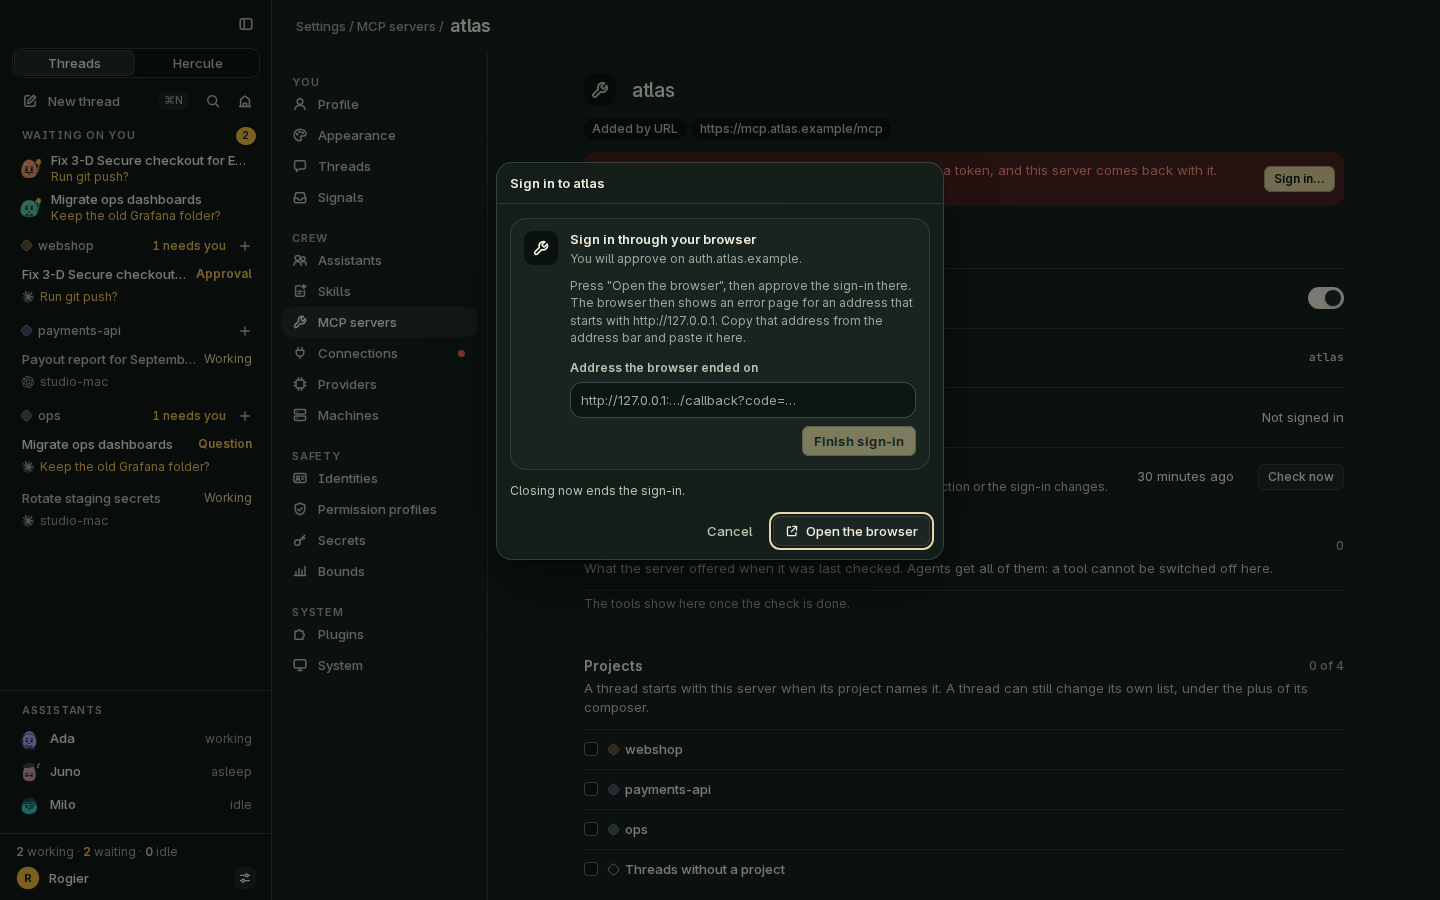 Settings / MCP servers / atlas
Threads
Hercule
New thread
⌘N
WAITING ON YOU
2
Fix 3-D Secure checkout for E…
Run git push?
Migrate ops dashboards
Keep the old Grafana folder?
webshop
1 needs you
Fix 3-D Secure checkout…
Approval
Run git push?
payments-api
Payout report for Septemb…
Working
studio-mac
ops
1 needs you
Migrate ops dashboards
Question
Keep the old Grafana folder?
Rotate staging secrets
Working
studio-mac
ASSISTANTS
Ada
working
Juno
asleep
Milo
idle
2 working · 2 waiting · 0 idle
R
Rogier
YOU
Profile
Appearance
Threads
Signals
CREW
Assistants
Skills
MCP servers
Connections
Providers
Machines
SAFETY
Identities
Permission profiles
Secrets
Bounds
SYSTEM
Plugins
System
atlas
Added by URL
https://mcp.atlas.example/mcp
a token, and this server comes back with it.
Sign in…
atlas
Not signed in
ction or the sign-in changes.
30 minutes ago
Check now
0
What the server offered when it was last checked. Agents get all of them: a tool cannot be switched off here.
The tools show here once the check is done.
Projects
0 of 4
A thread starts with this server when its project names it. A thread can still change its own list, under the plus of its
composer.
webshop
payments-api
ops
Threads without a project
Sign in to atlas
Sign in through your browser
You will approve on auth.atlas.example.
Press "Open the browser", then approve the sign-in there.
The browser then shows an error page for an address that
starts with http://127.0.0.1. Copy that address from the
address bar and paste it here.
Address the browser ended on
http://127.0.0.1:…/callback?code=…
Finish sign-in
Closing now ends the sign-in.
Cancel
Open the browser